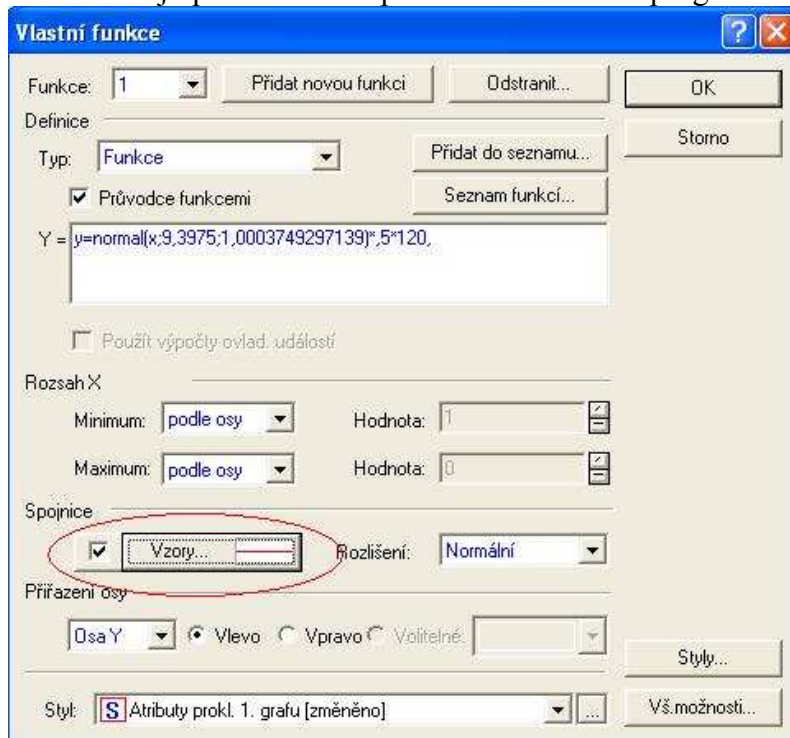 Vlastní funkce
Funkce: 1 Přidat novou funkci Odstranit... OK
Definice
Storno
Typ: Funkce Přidat do seznamu...
Průvodce funkcemi Seznam funkcí...
Y = y=normal(x;9,3975;1,0003749297139)*,5*120,
Použít výpočty ovlad. událostí
Rozsah X
Minimum: podle osy Hodnota: 1
Maximum: podle osy Hodnota: 0
Spojnice
Vzory... Rozlišení: Normální
Přiřazení osy
Osa Y Vlevo Vpravo Volitelné:
Styly...
Styl: S Atributy prokl. 1. grafu [změněno] ... Vš.možnosti...